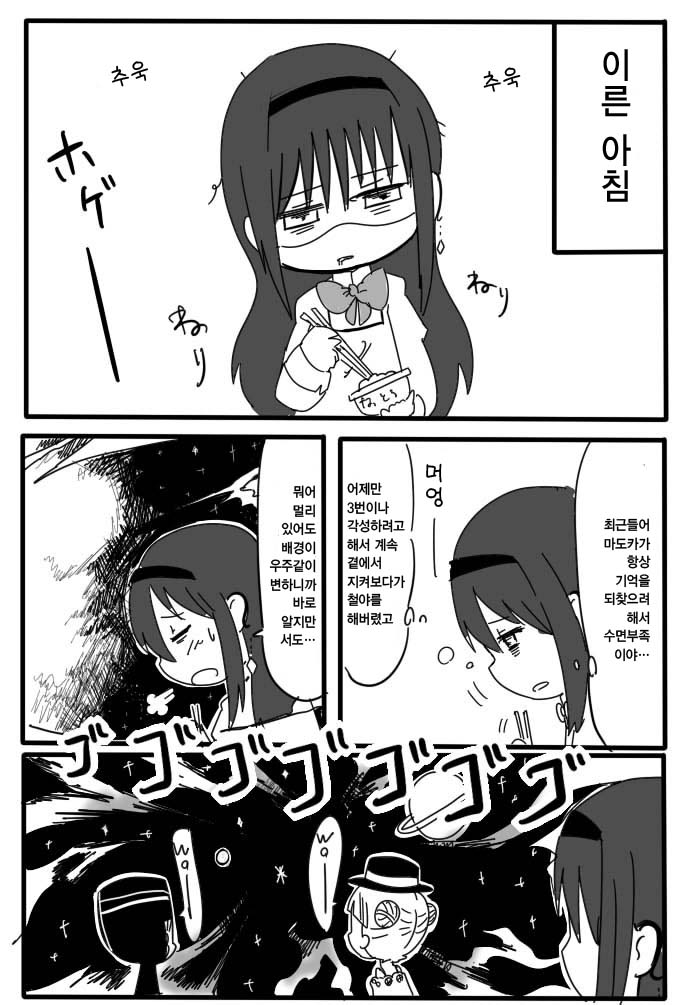 이른 아침
추욱
추욱
ホゲー
ねり
ねり
なっとう
최근들어
마도카가
항상
기억을
되찾으려
해서
수면부족
이야…
머엉
어제만
3번이나
각성하려고
해서 계속
곁에서
지켜보다가
철야를
해버렸고
뭐어
멀리
있어도
배경이
우주같이
변하니까
바로
알지만
서도…
ゴゴゴゴゴゴゴ
wa—
wa—